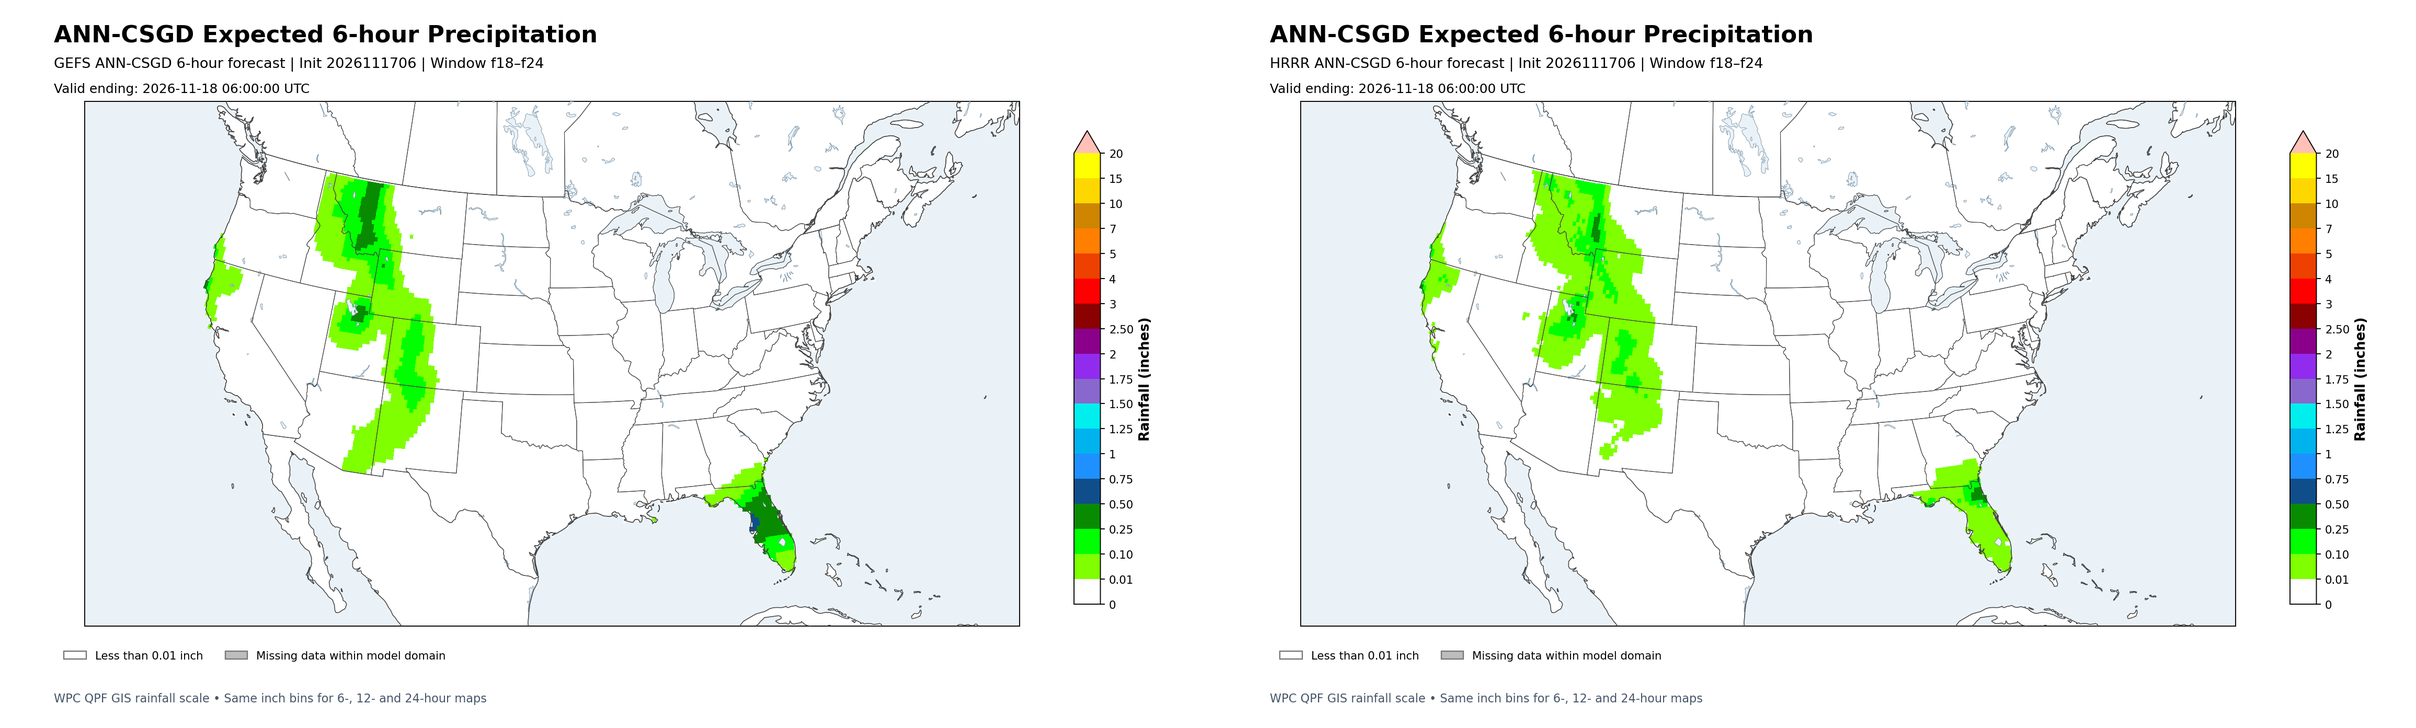 ANN-CSGD Expected 6-hour Precipitation
GEFS ANN-CSGD 6-hour forecast | Init 2026111706 | Window f18–f24
Valid ending: 2026-11-18 06:00:00 UTC
20
15
10
7
5
4
3
2.50
2
1.75
1.50
1.25
1
0.75
0.50
0.25
0.10
0.01
0
Rainfall (inches)
Less than 0.01 inch
Missing data within model domain
WPC QPF GIS rainfall scale • Same inch bins for 6-, 12- and 24-hour maps
ANN-CSGD Expected 6-hour Precipitation
HRRR ANN-CSGD 6-hour forecast | Init 2026111706 | Window f18–f24
Valid ending: 2026-11-18 06:00:00 UTC
20
15
10
7
5
4
3
2.50
2
1.75
1.50
1.25
1
0.75
0.50
0.25
0.10
0.01
0
Rainfall (inches)
Less than 0.01 inch
Missing data within model domain
WPC QPF GIS rainfall scale • Same inch bins for 6-, 12- and 24-hour maps